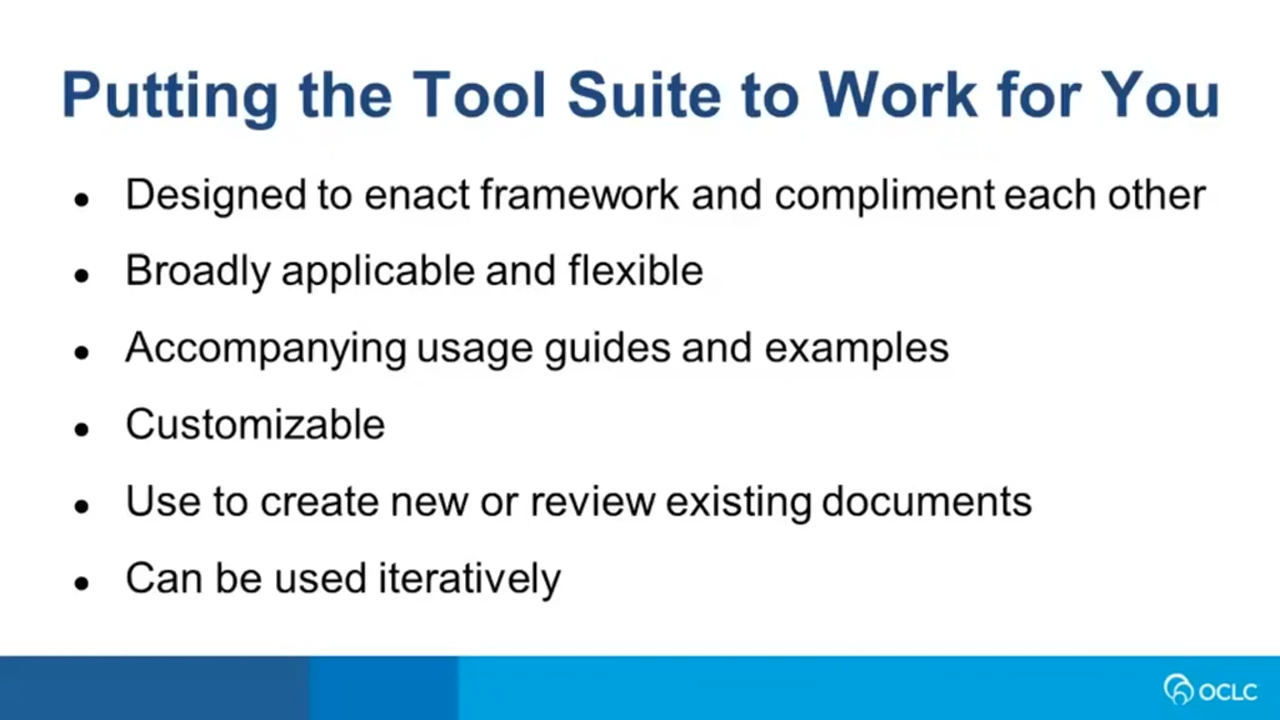 Putting the Tool Suite to Work for You
• Designed to enact framework and compliment each other
• Broadly applicable and flexible
• Accompanying usage guides and examples
• Customizable
• Use to create new or review existing documents
• Can be used iteratively
OCLC